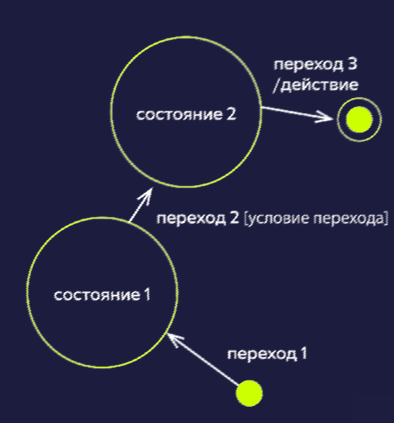 переход 3
/действие
состояние 2
переход 2 [условие перехода]
состояние 1
переход 1